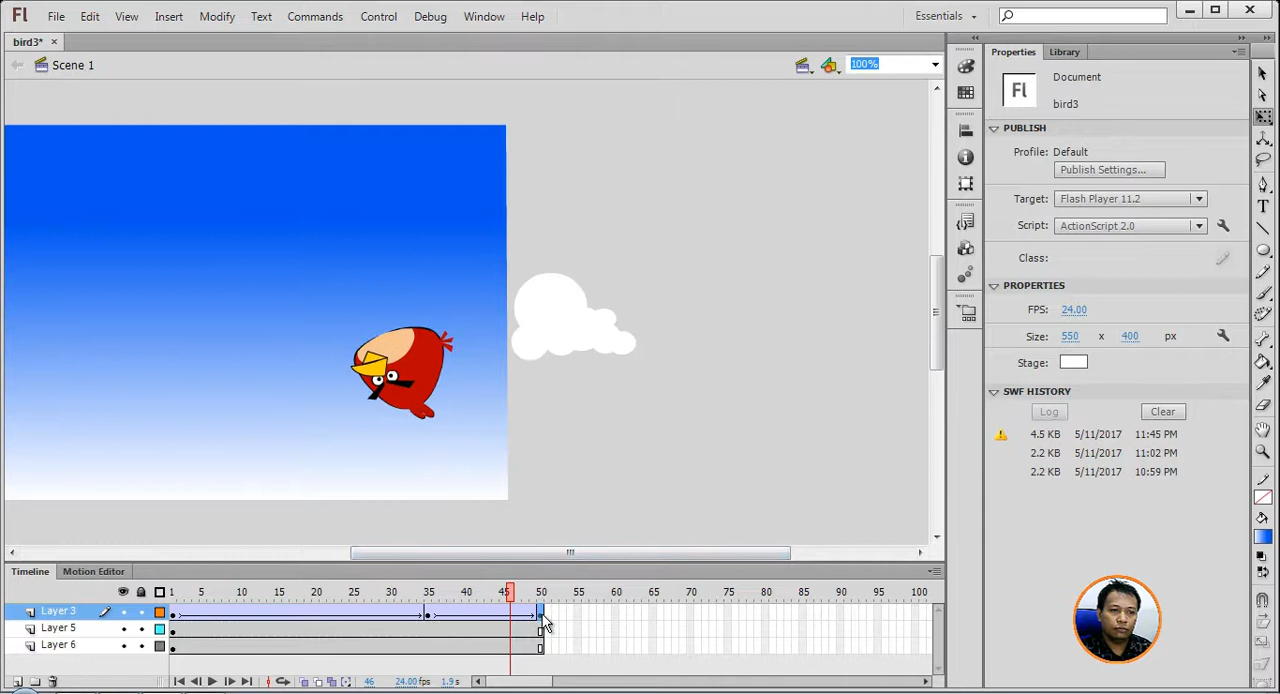 Fl File Edit View Insert Modify Text Commands Control Debug Window Help Essentials
bird3*
Scene 1 100%
Properties Library
Fl Document
bird3
PUBLISH
Profile: Default
Publish Settings...
Target: Flash Player 11.2
Script: ActionScript 2.0
Class:
PROPERTIES
FPS: 24.00
Size: 550 x 400 px
Stage:
SWF HISTORY
Log Clear
4.5 KB 5/11/2017 11:45 PM
2.2 KB 5/11/2017 11:02 PM
2.2 KB 5/11/2017 10:59 PM
Timeline Motion Editor
1 5 10 15 20 25 30 35 40 45 50 55 60 65 70 75 80 85 90 95 100
Layer 3
Layer 5
Layer 6
46 24.00 fps 1.9 s
T